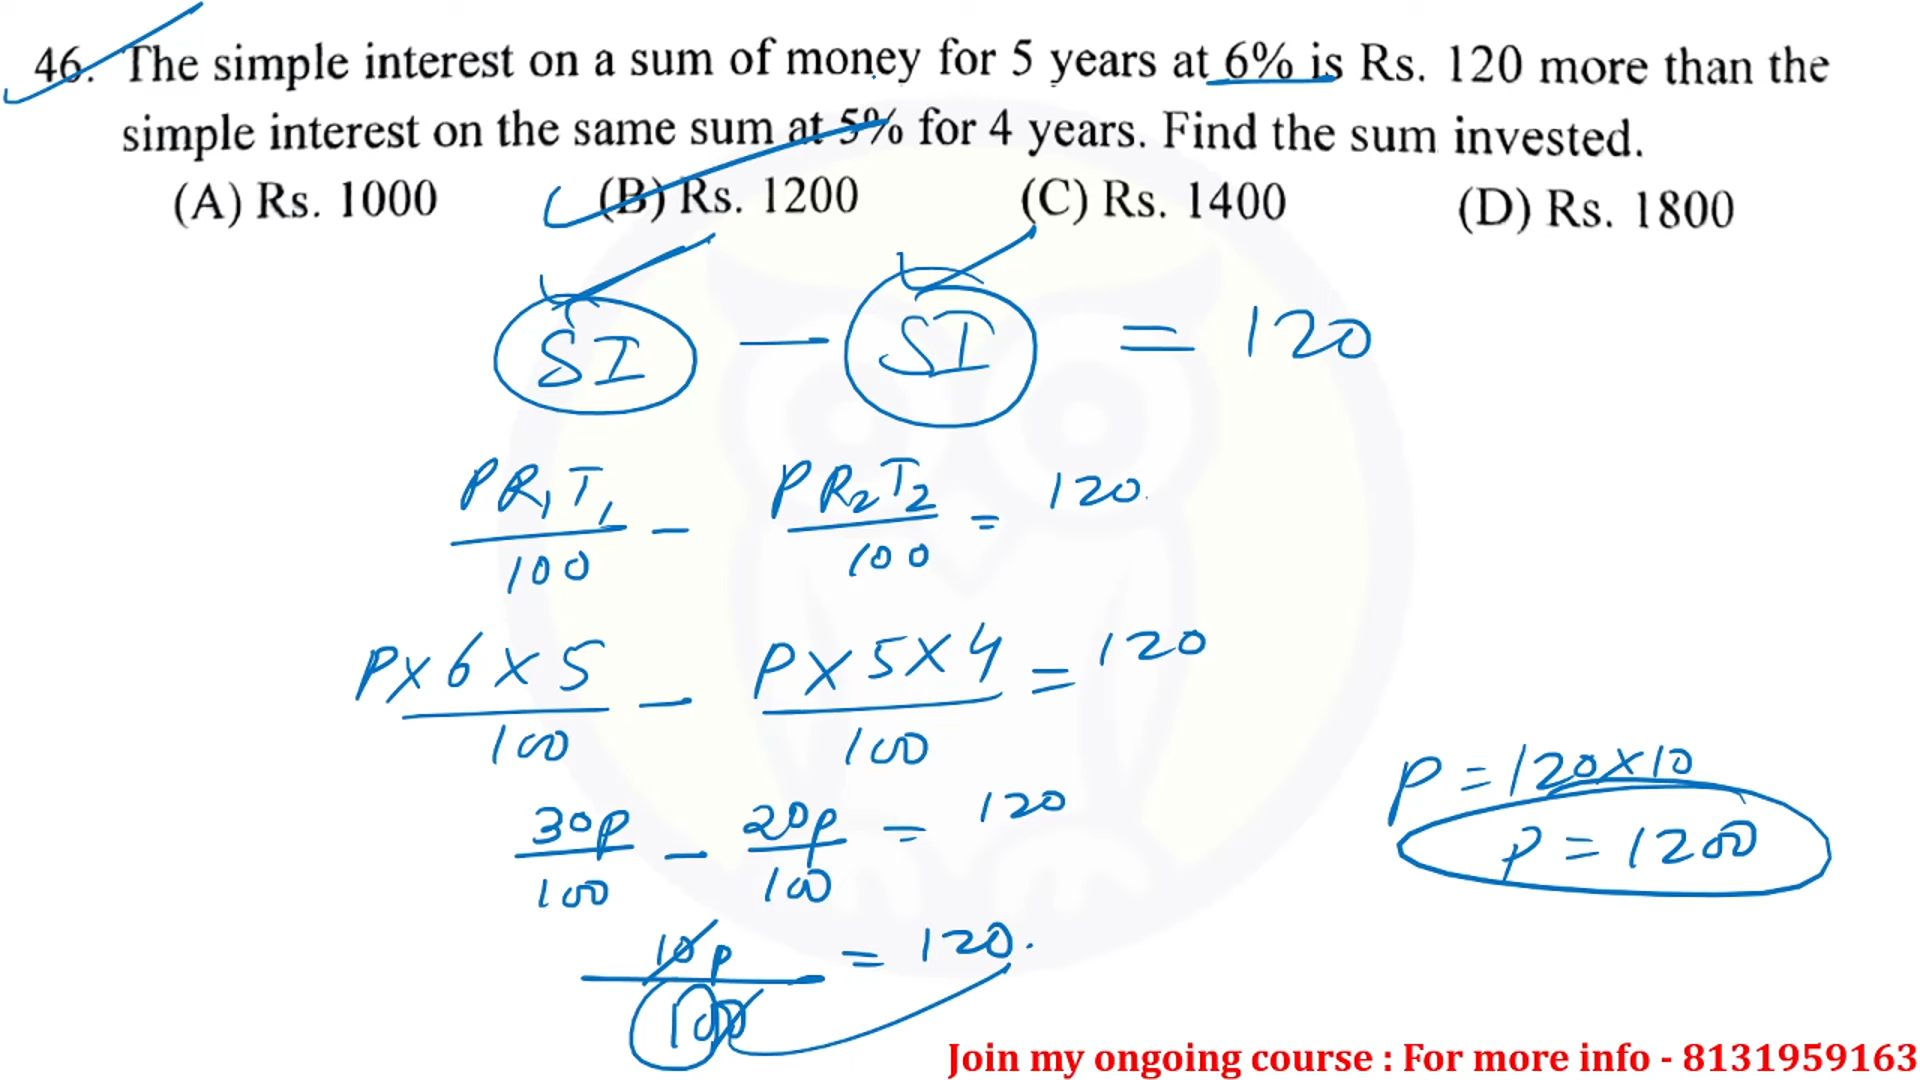 46. The simple interest on a sum of money for 5 years at 6% is Rs. 120 more than the
simple interest on the same sum at 5% for 4 years. Find the sum invested.
(A) Rs. 1000 (B) Rs. 1200 (C) Rs. 1400 (D) Rs. 1800
SI — SI = 120
PR₁T₁/100 − PR₂T₂/100 = 120
P×6×5/100 − P×5×4/100 = 120
30P/100 − 20P/100 = 120
10P/100 = 120.
P = 120×10
P = 1200
Join my ongoing course : For more info - 8131959163